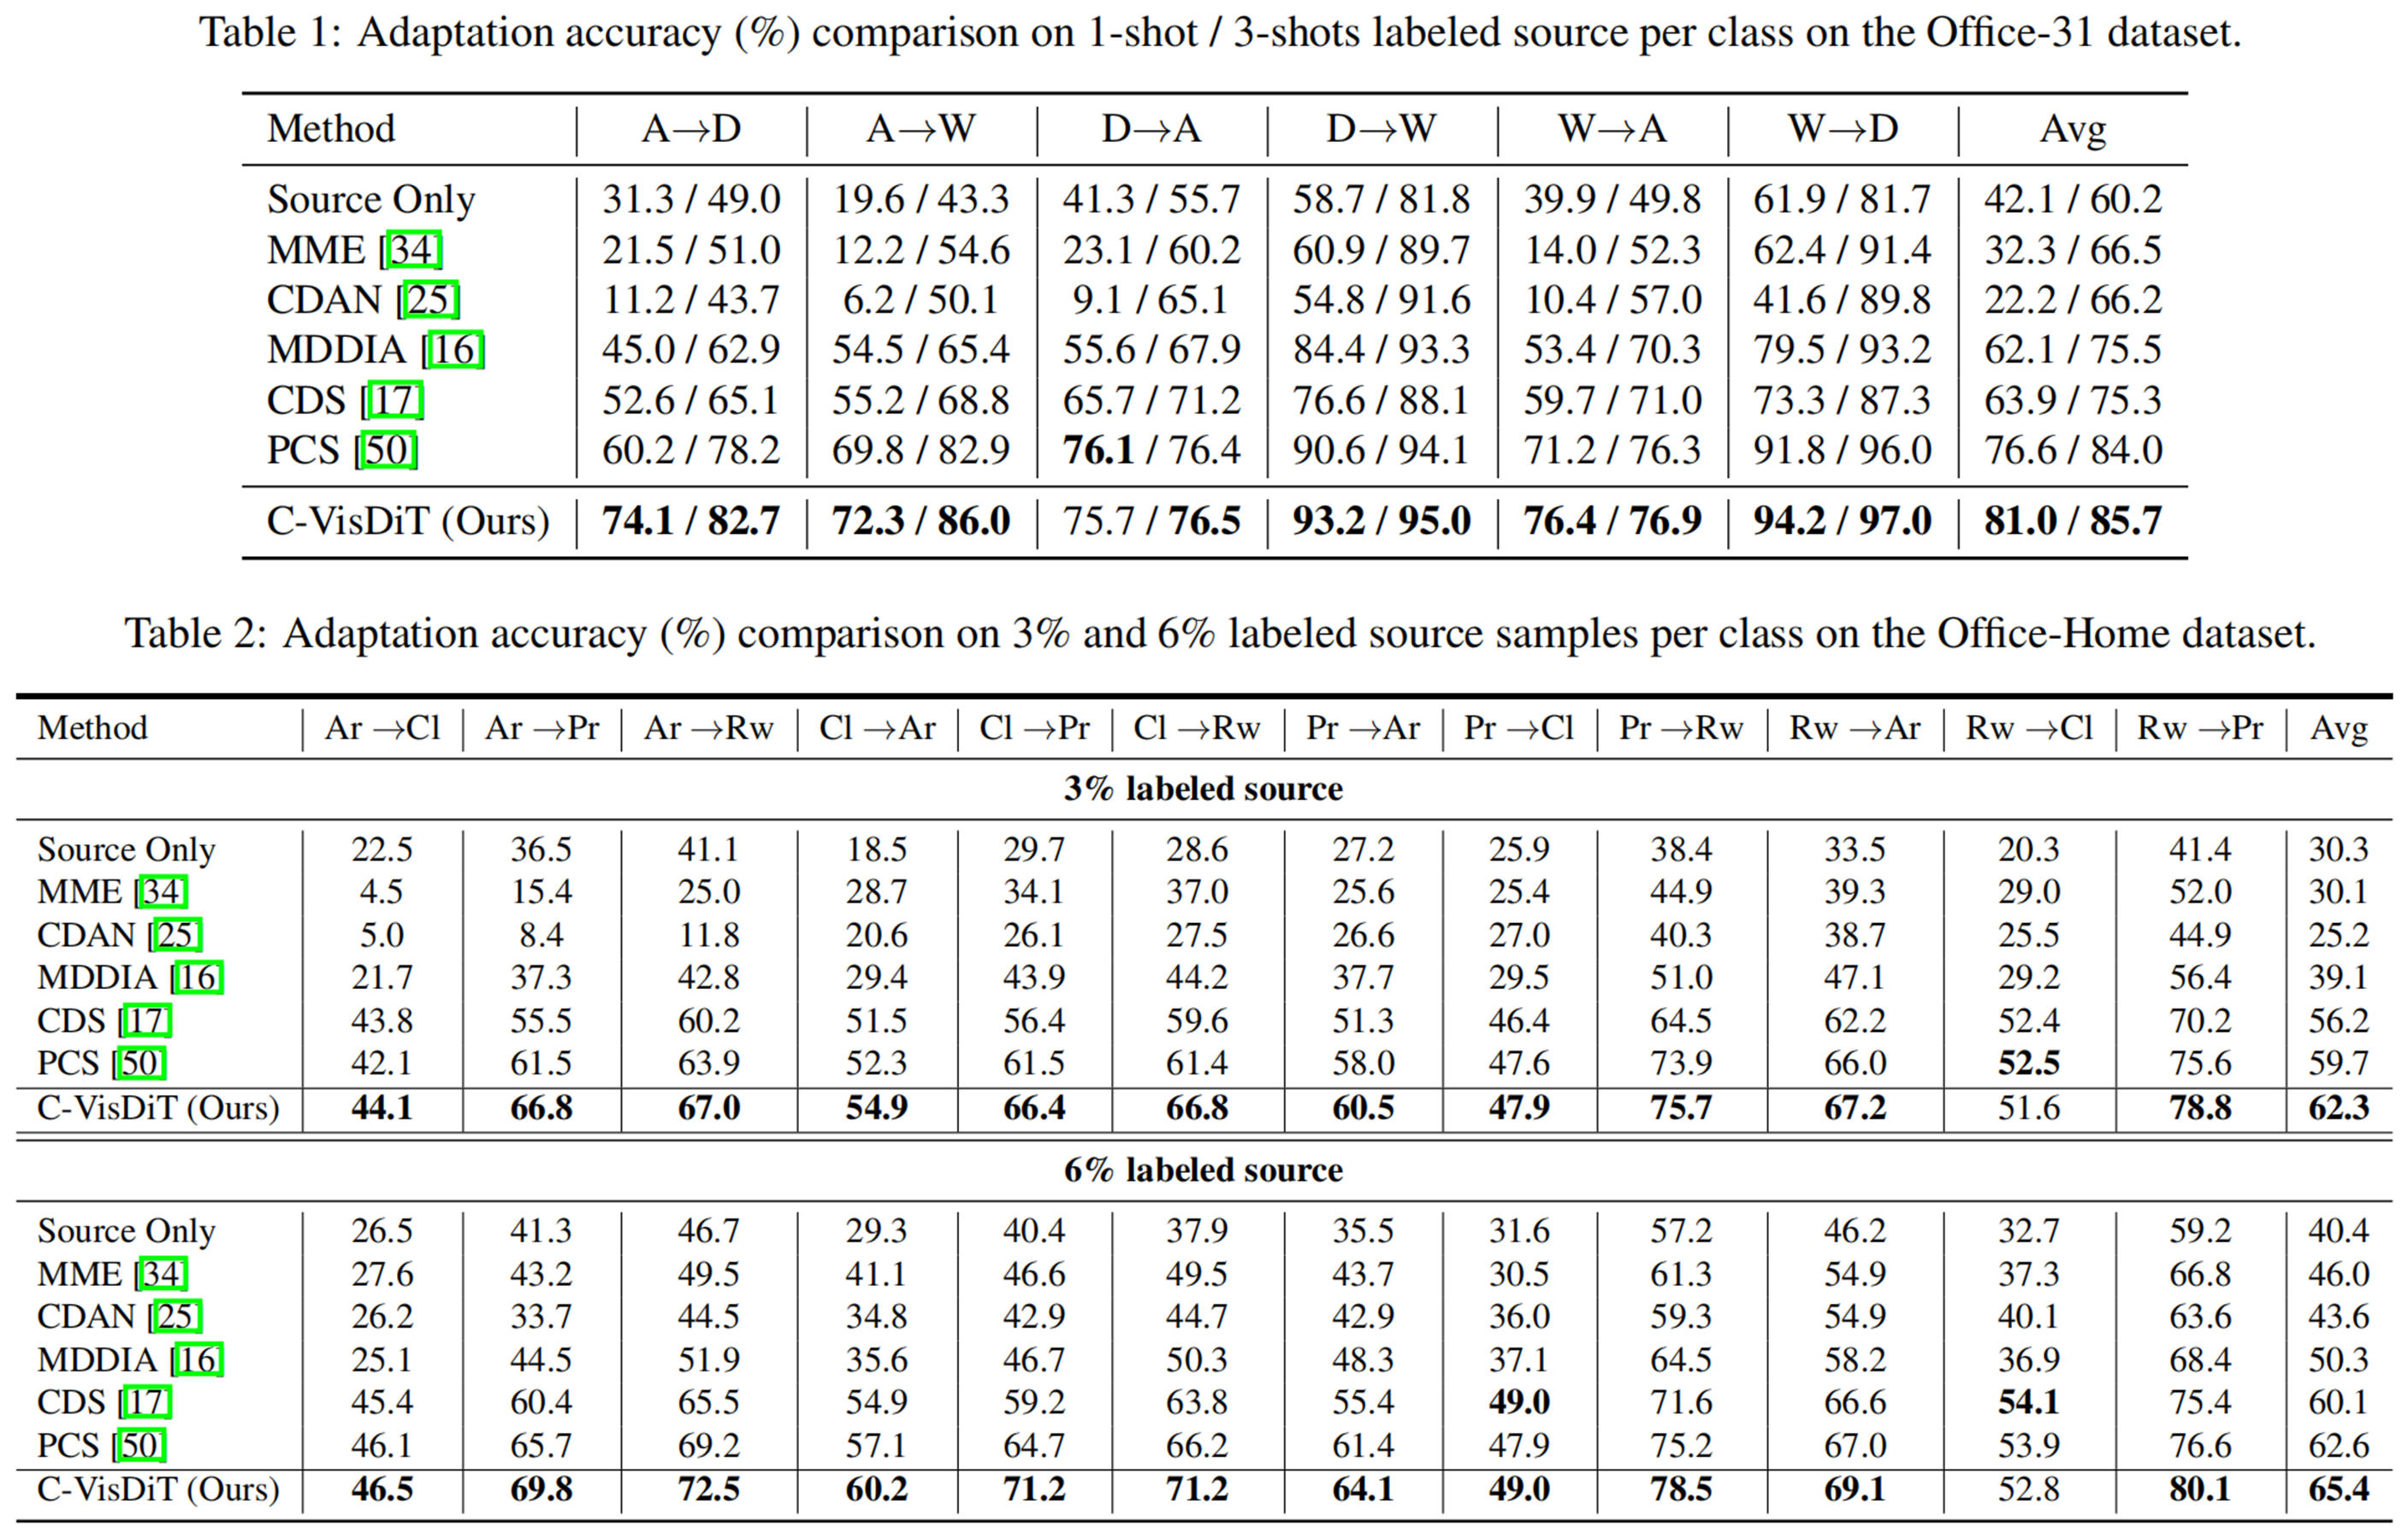 Table 1: Adaptation accuracy (%) comparison on 1-shot / 3-shots labeled source per class on the Office-31 dataset.
Method A→D A→W D→A D→W W→A W→D Avg
Source Only 31.3 / 49.0 19.6 / 43.3 41.3 / 55.7 58.7 / 81.8 39.9 / 49.8 61.9 / 81.7 42.1 / 60.2
MME [34] 21.5 / 51.0 12.2 / 54.6 23.1 / 60.2 60.9 / 89.7 14.0 / 52.3 62.4 / 91.4 32.3 / 66.5
CDAN [25] 11.2 / 43.7 6.2 / 50.1 9.1 / 65.1 54.8 / 91.6 10.4 / 57.0 41.6 / 89.8 22.2 / 66.2
MDDIA [16] 45.0 / 62.9 54.5 / 65.4 55.6 / 67.9 84.4 / 93.3 53.4 / 70.3 79.5 / 93.2 62.1 / 75.5
CDS [17] 52.6 / 65.1 55.2 / 68.8 65.7 / 71.2 76.6 / 88.1 59.7 / 71.0 73.3 / 87.3 63.9 / 75.3
PCS [50] 60.2 / 78.2 69.8 / 82.9 76.1 / 76.4 90.6 / 94.1 71.2 / 76.3 91.8 / 96.0 76.6 / 84.0
C-VisDiT (Ours) 74.1 / 82.7 72.3 / 86.0 75.7 / 76.5 93.2 / 95.0 76.4 / 76.9 94.2 / 97.0 81.0 / 85.7
Table 2: Adaptation accuracy (%) comparison on 3% and 6% labeled source samples per class on the Office-Home dataset.
Method Ar →Cl Ar →Pr Ar →Rw Cl →Ar Cl →Pr Cl →Rw Pr →Ar Pr →Cl Pr →Rw Rw →Ar Rw →Cl Rw →Pr Avg
3% labeled source
Source Only 22.5 36.5 41.1 18.5 29.7 28.6 27.2 25.9 38.4 33.5 20.3 41.4 30.3
MME [34] 4.5 15.4 25.0 28.7 34.1 37.0 25.6 25.4 44.9 39.3 29.0 52.0 30.1
CDAN [25] 5.0 8.4 11.8 20.6 26.1 27.5 26.6 27.0 40.3 38.7 25.5 44.9 25.2
MDDIA [16] 21.7 37.3 42.8 29.4 43.9 44.2 37.7 29.5 51.0 47.1 29.2 56.4 39.1
CDS [17] 43.8 55.5 60.2 51.5 56.4 59.6 51.3 46.4 64.5 62.2 52.4 70.2 56.2
PCS [50] 42.1 61.5 63.9 52.3 61.5 61.4 58.0 47.6 73.9 66.0 52.5 75.6 59.7
C-VisDiT (Ours) 44.1 66.8 67.0 54.9 66.4 66.8 60.5 47.9 75.7 67.2 51.6 78.8 62.3
6% labeled source
Source Only 26.5 41.3 46.7 29.3 40.4 37.9 35.5 31.6 57.2 46.2 32.7 59.2 40.4
MME [34] 27.6 43.2 49.5 41.1 46.6 49.5 43.7 30.5 61.3 54.9 37.3 66.8 46.0
CDAN [25] 26.2 33.7 44.5 34.8 42.9 44.7 42.9 36.0 59.3 54.9 40.1 63.6 43.6
MDDIA [16] 25.1 44.5 51.9 35.6 46.7 50.3 48.3 37.1 64.5 58.2 36.9 68.4 50.3
CDS [17] 45.4 60.4 65.5 54.9 59.2 63.8 55.4 49.0 71.6 66.6 54.1 75.4 60.1
PCS [50] 46.1 65.7 69.2 57.1 64.7 66.2 61.4 47.9 75.2 67.0 53.9 76.6 62.6
C-VisDiT (Ours) 46.5 69.8 72.5 60.2 71.2 71.2 64.1 49.0 78.5 69.1 52.8 80.1 65.4